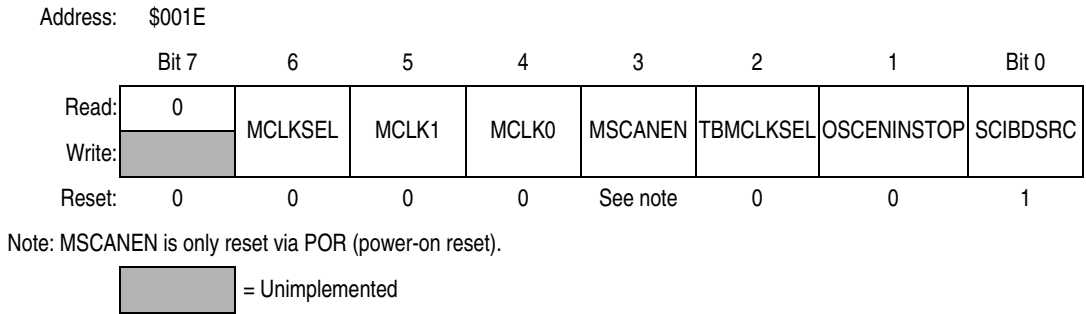 Address: $001E
Bit 7 6 5 4 3 2 1 Bit 0
Read: 0
MCLKSEL MCLK1 MCLK0 MSCANEN TBMCLKSEL OSCENINSTOP SCIBDSRC
Write:
Reset: 0 0 0 0 See note 0 0 1
Note: MSCANEN is only reset via POR (power-on reset).
= Unimplemented